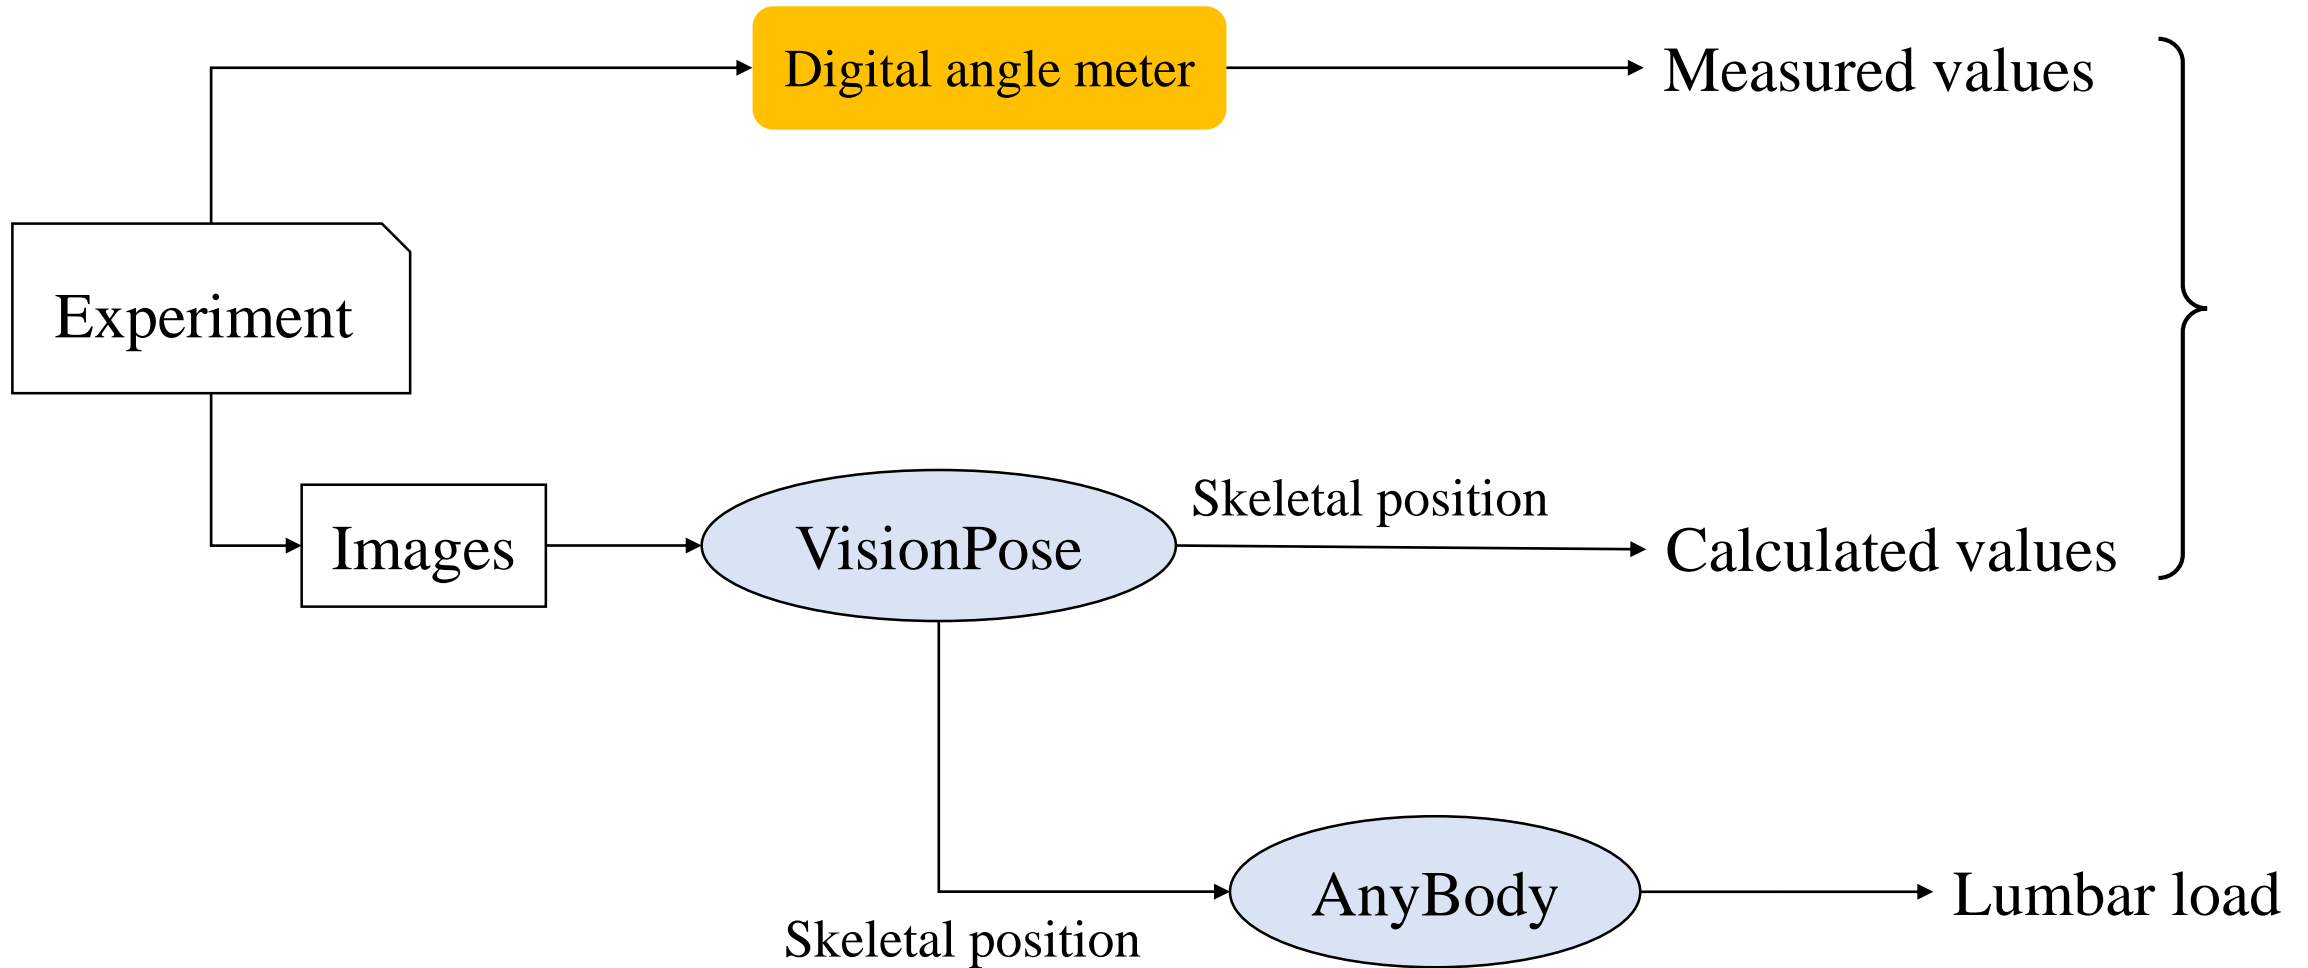 Digital angle meter
Measured values
Experiment
Skeletal position
Images
VisionPose
Calculated values
AnyBody
Lumbar load
Skeletal position